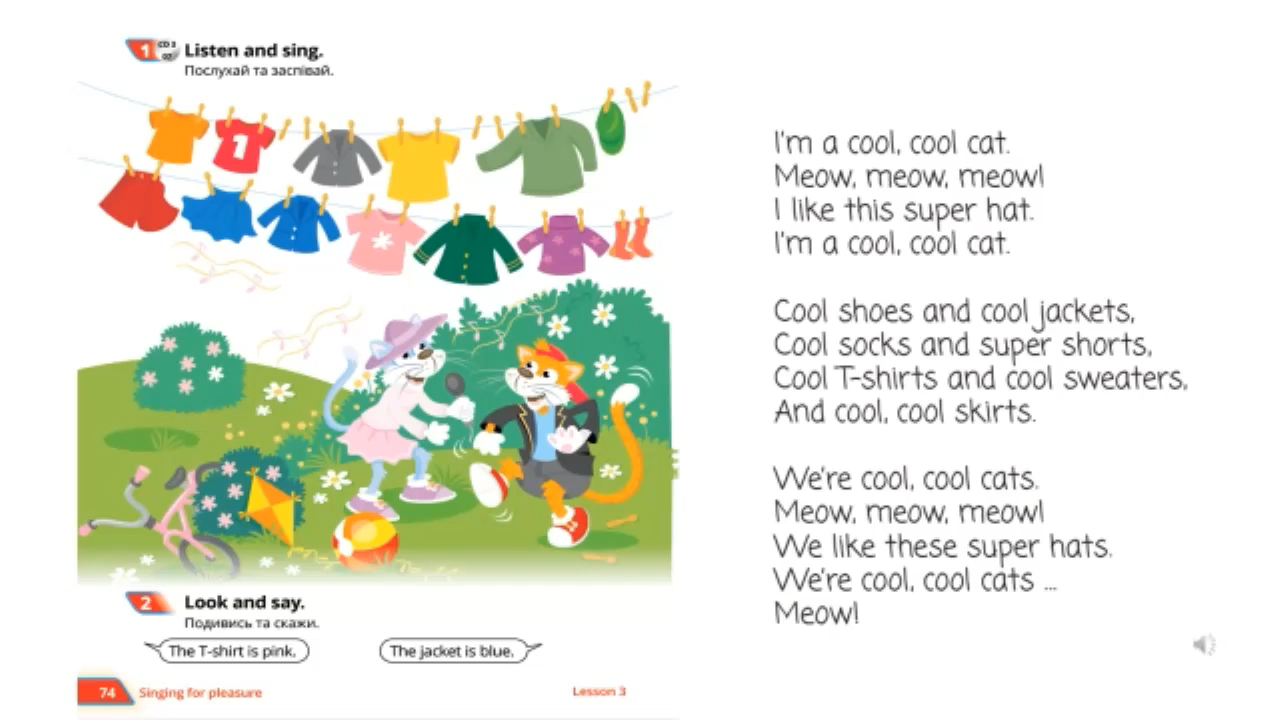 1 CD 3 02 Listen and sing.
Послухай та заспівай.
1
2 Look and say.
Подивись та скажи.
The T-shirt is pink.
The jacket is blue.
74 Singing for pleasure
Lesson 3
I'm a cool, cool cat.
Meow, meow, meow!
I like this super hat.
I'm a cool, cool cat.
Cool shoes and cool jackets,
Cool socks and super shorts,
Cool T-shirts and cool sweaters,
And cool, cool skirts.
We're cool, cool cats.
Meow, meow, meow!
We like these super hats.
We're cool, cool cats ...
Meow!